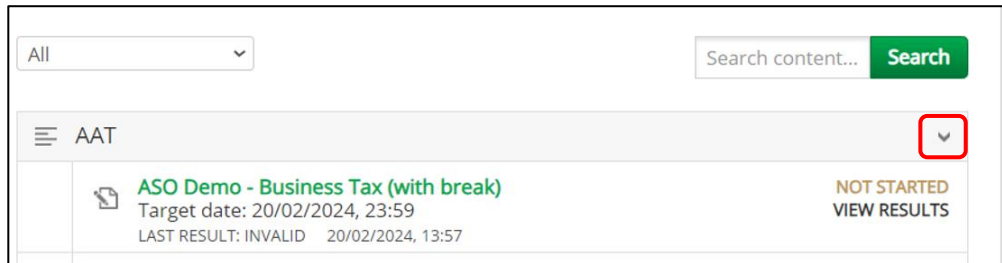 All
Search content...
Search
AAT
ASO Demo - Business Tax (with break)
NOT STARTED
Target date: 20/02/2024, 23:59
VIEW RESULTS
LAST RESULT: INVALID 20/02/2024, 13:57